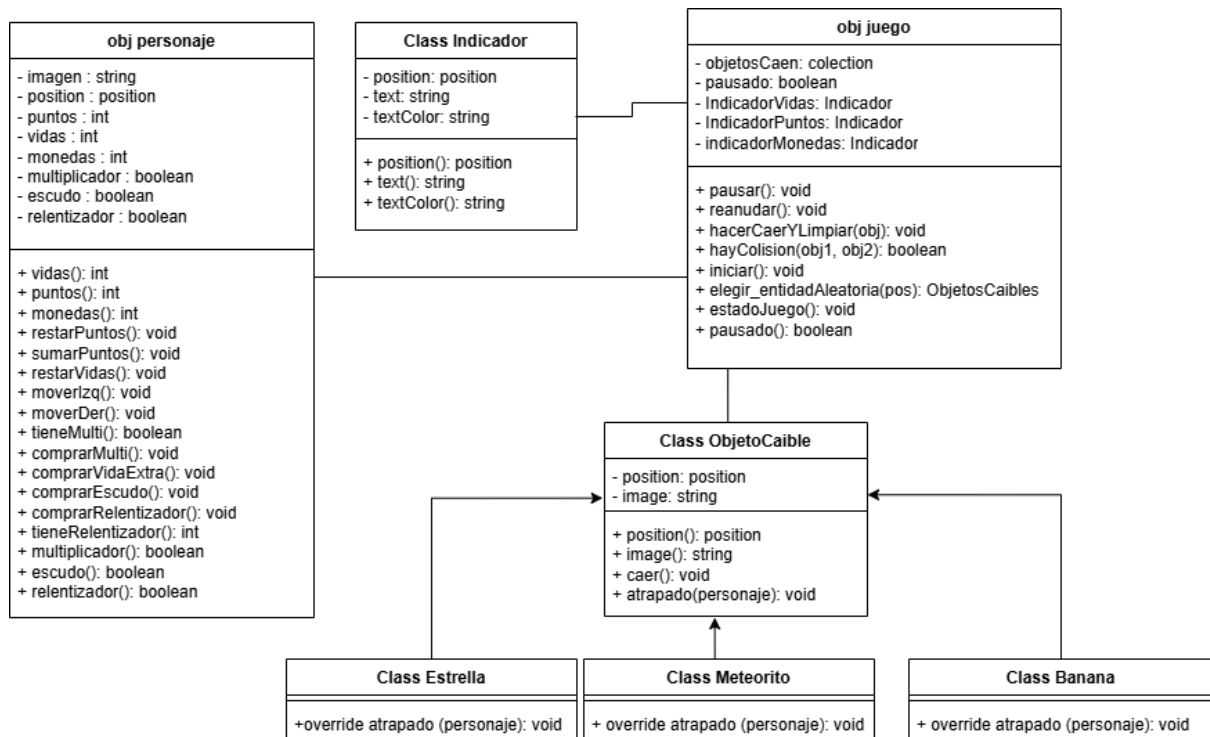 obj personaje
- imagen : string
- position : position
- puntos : int
- vidas : int
- monedas : int
- multiplicador : boolean
- escudo : boolean
- relentizador : boolean
+ vidas(): int
+ puntos(): int
+ monedas(): int
+ restarPuntos(): void
+ sumarPuntos(): void
+ restarVidas(): void
+ moverIzq(): void
+ moverDer(): void
+ tieneMulti(): boolean
+ comprarMulti(): void
+ comprarVidaExtra(): void
+ comprarEscudo(): void
+ comprarRelentizador(): void
+ tieneRelentizador(): int
+ multiplicador(): boolean
+ escudo(): boolean
+ relentizador(): boolean
Class Indicador
- position: position
- text: string
- textColor: string
+ position(): position
+ text(): string
+ textColor(): string
obj juego
- objetosCaen: colection
- pausado: boolean
- IndicadorVidas: Indicador
- IndicadorPuntos: Indicador
- indicadorMonedas: Indicador
+ pausar(): void
+ reanudar(): void
+ hacerCaerYLimpiar(obj): void
+ hayColision(obj1, obj2): boolean
+ iniciar(): void
+ elegir_entidadAleatoria(pos): ObjetosCaibles
+ estadoJuego(): void
+ pausado(): boolean
Class ObjetoCaible
- position: position
- image: string
+ position(): position
+ image(): string
+ caer(): void
+ atrapado(personaje): void
Class Estrella
+override atrapado (personaje): void
Class Meteorito
+ override atrapado (personaje): void
Class Banana
+ override atrapado (personaje): void